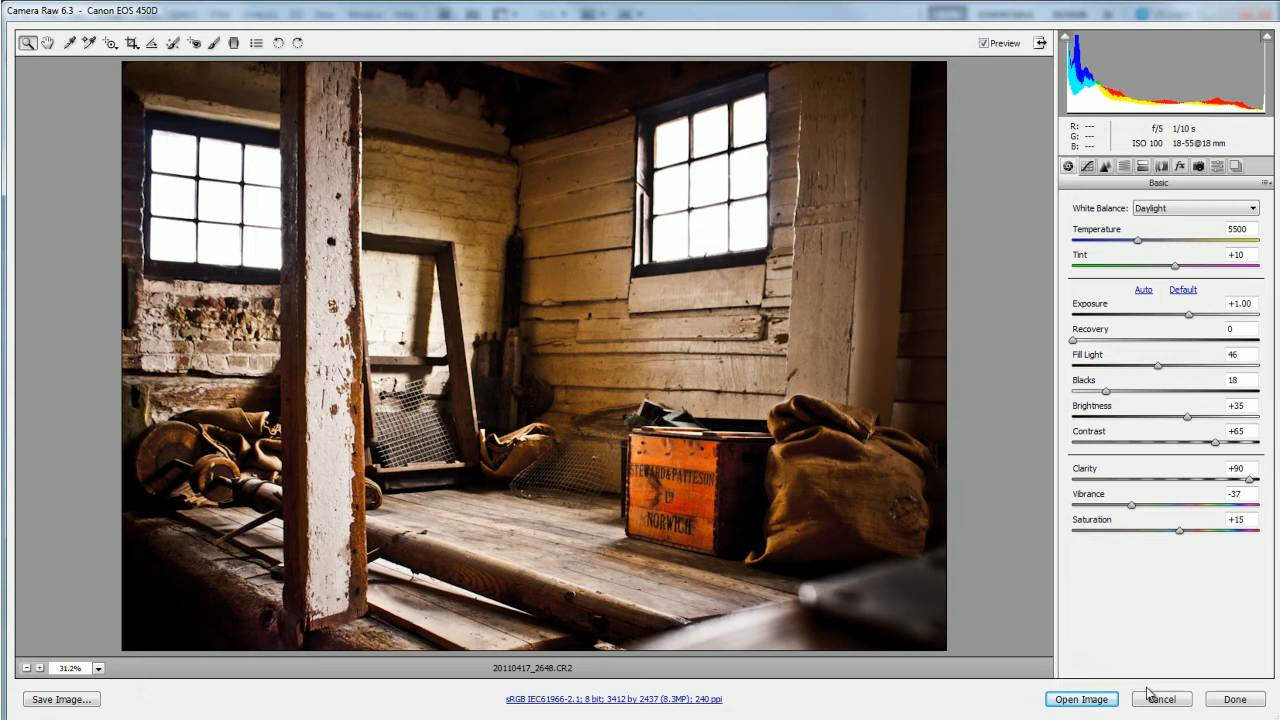 Camera Raw 6.3 - Canon EOS 450D
Preview
R: ---
G: ---
B: ---
f/5 1/10 s
ISO 100 18-55@18 mm
Basic
White Balance: Daylight
Temperature 5500
Tint +10
Auto Default
Exposure +1.00
Recovery 0
Fill Light 46
Blacks 18
Brightness +35
Contrast +65
Clarity +90
Vibrance -37
Saturation +15
STEWARD & PATTESON
Ld
NORWICH
31.2%
20110417_2648.CR2
Save Image...
sRGB IEC61966-2.1; 8 bit; 3412 by 2437 (8.3MP); 240 ppi
Open Image
Cancel
Done